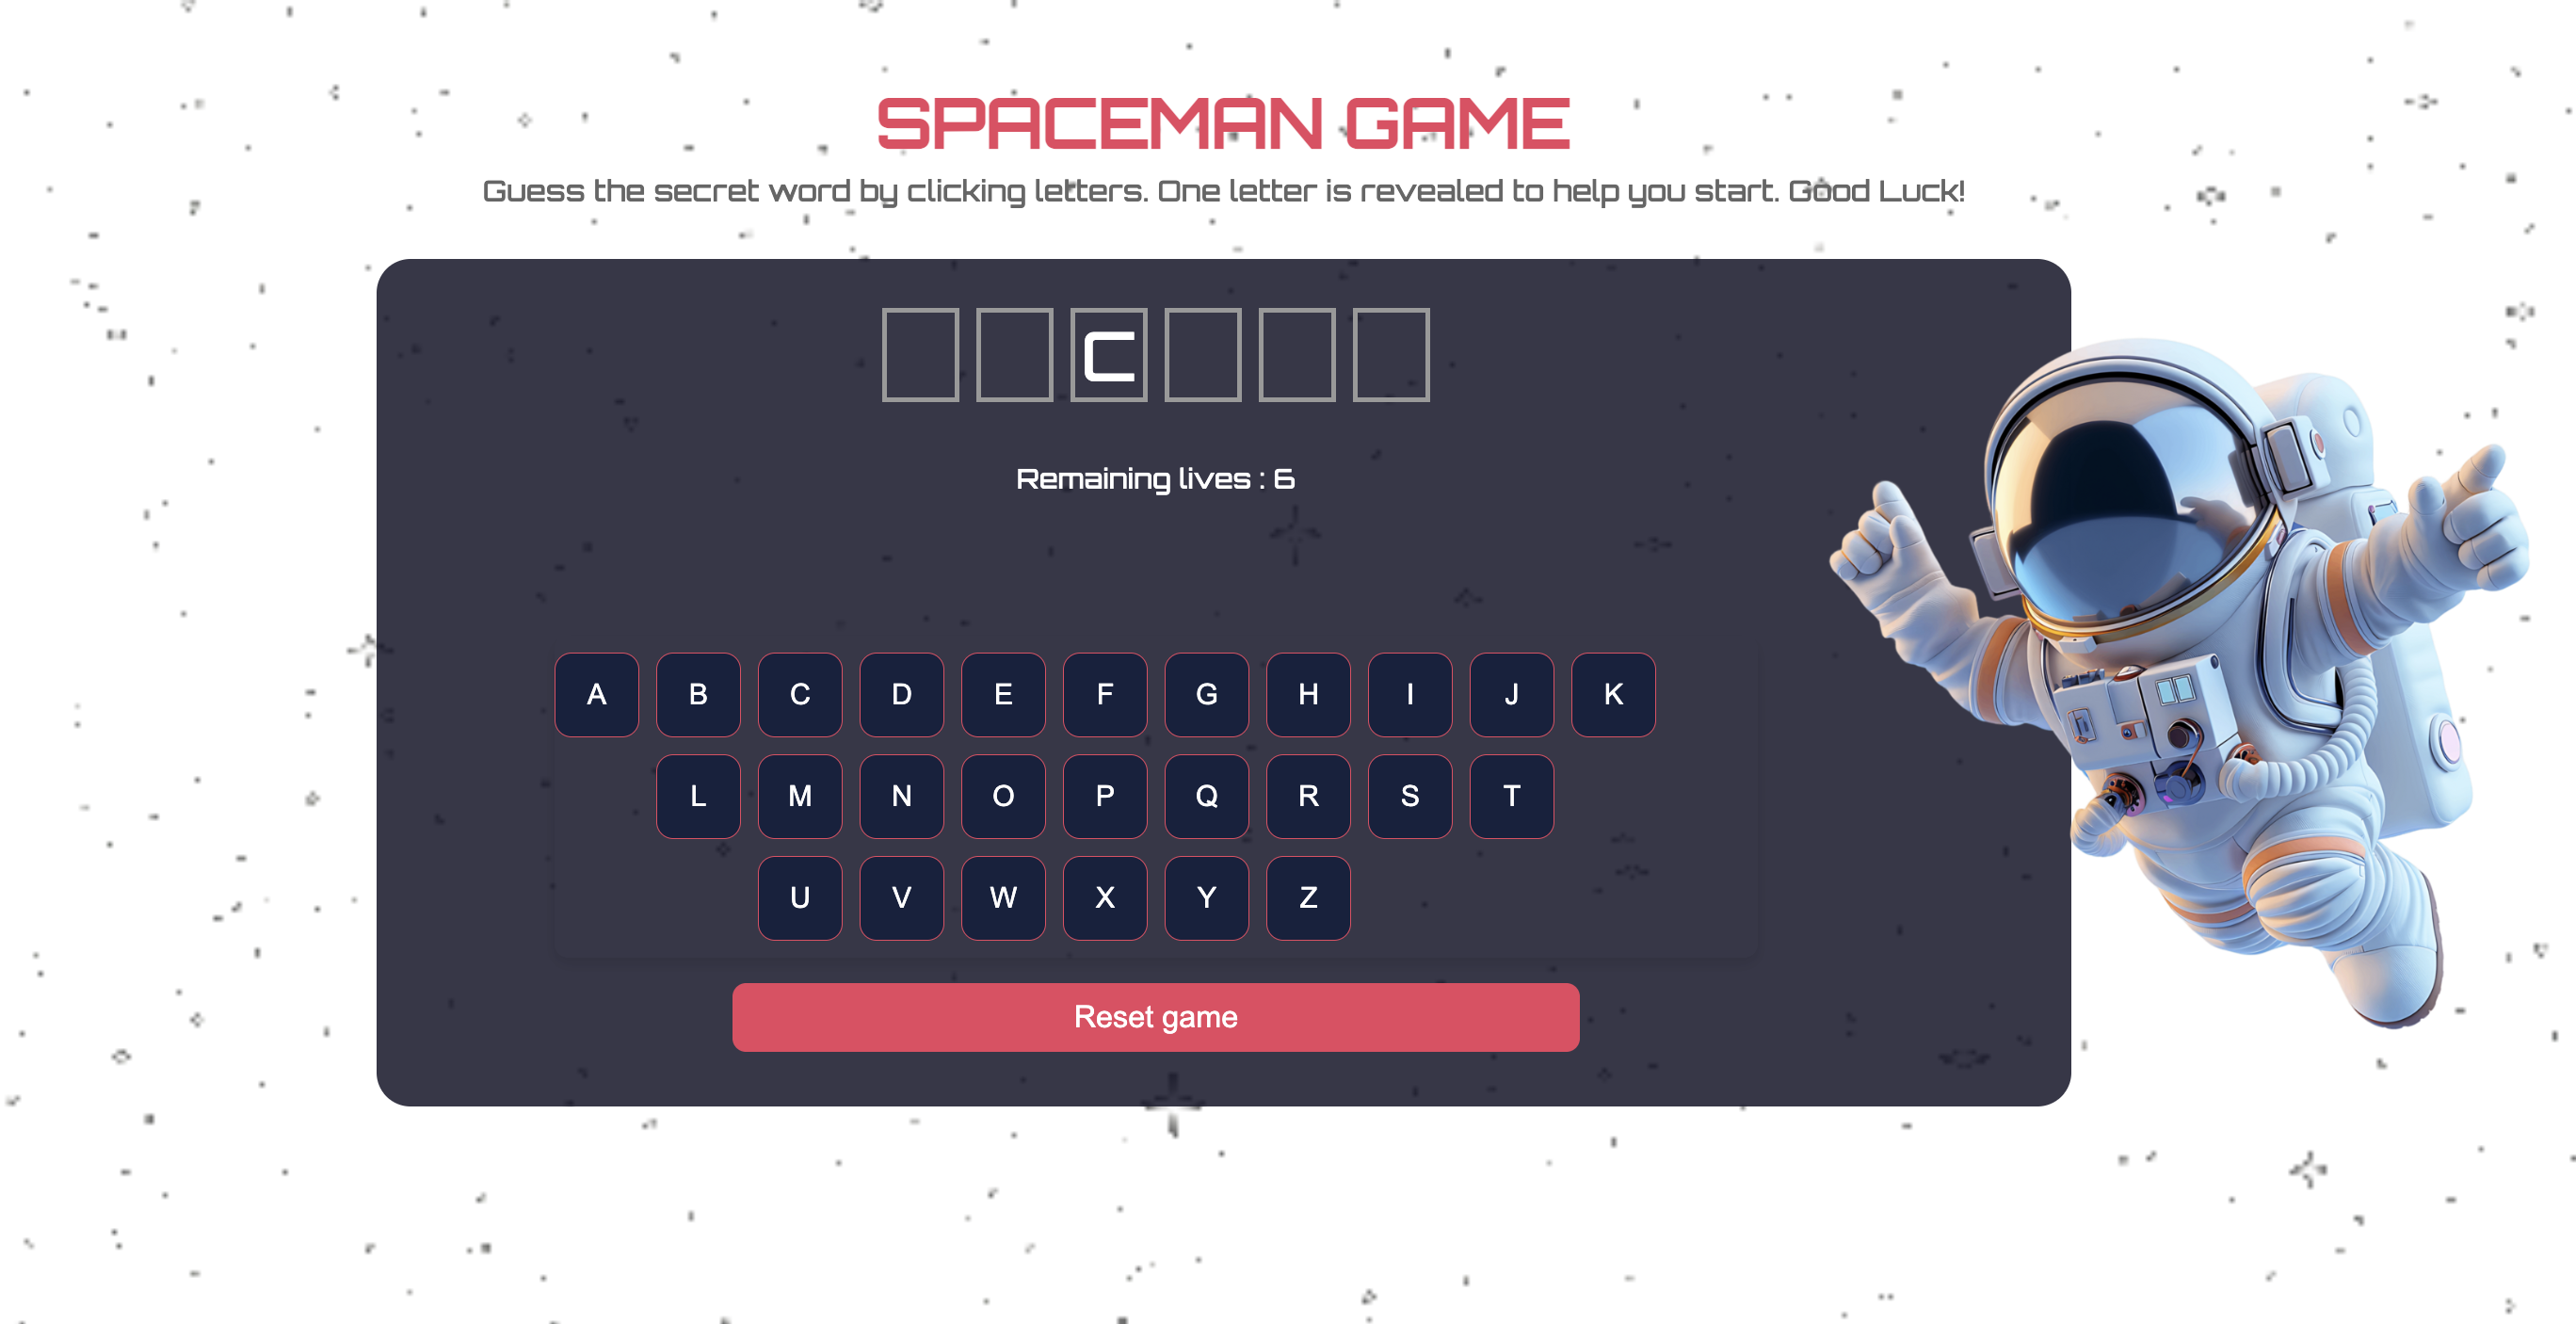 SPACEMAN GAME
Guess the secret word by clicking letters. One letter is revealed to help you start. Good Luck!
C
Remaining lives : 6
A B C D E F G H I J K
L M N O P Q R S T
U V W X Y Z
Reset game